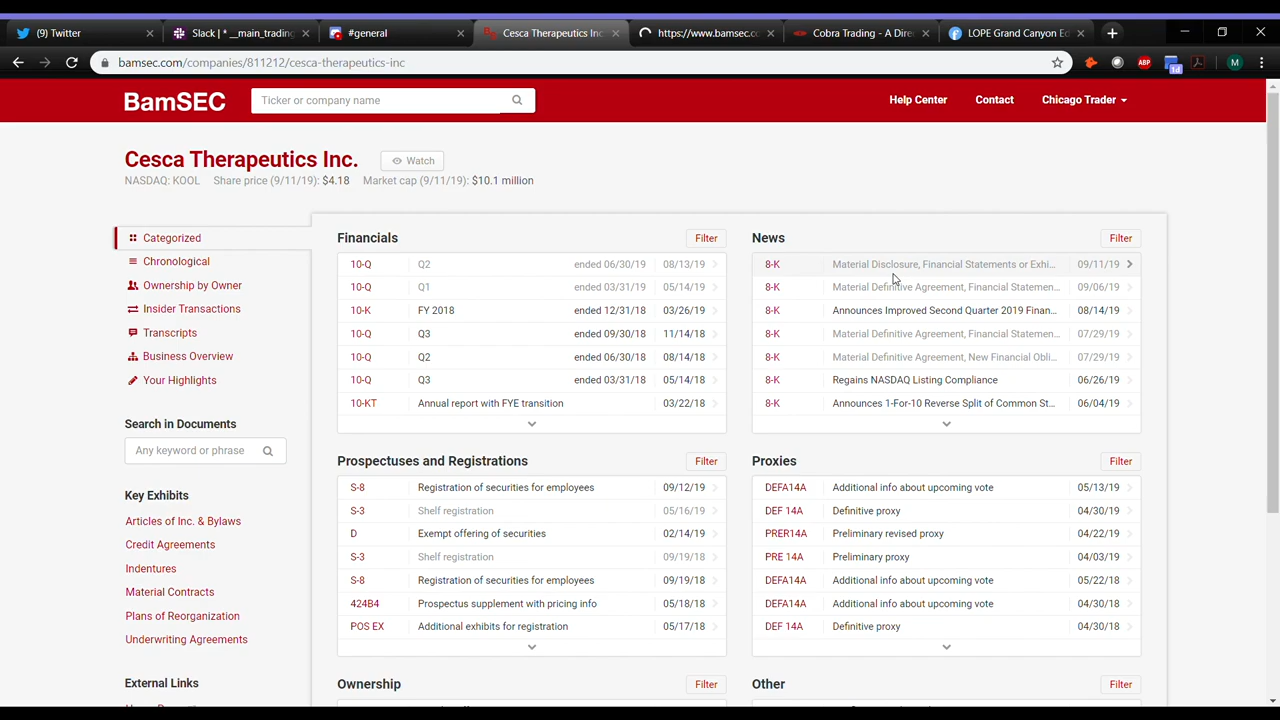 (9) Twitter
Slack | * __main_trading
#general
Cesca Therapeutics Inc
https://www.bamsec.co
Cobra Trading - A Dire
LOPE Grand Canyon Ed
bamsec.com/companies/811212/cesca-therapeutics-inc
ABP
1d
M
BamSEC
Ticker or company name
Help Center
Contact
Chicago Trader
Cesca Therapeutics Inc.
Watch
NASDAQ: KOOL Share price (9/11/19): $4.18 Market cap (9/11/19): $10.1 million
Categorized
Chronological
Ownership by Owner
Insider Transactions
Transcripts
Business Overview
Your Highlights
Search in Documents
Any keyword or phrase
Key Exhibits
Articles of Inc. & Bylaws
Credit Agreements
Indentures
Material Contracts
Plans of Reorganization
Underwriting Agreements
External Links
Financials
Filter
10-Q Q2 ended 06/30/19 08/13/19
10-Q Q1 ended 03/31/19 05/14/19
10-K FY 2018 ended 12/31/18 03/26/19
10-Q Q3 ended 09/30/18 11/14/18
10-Q Q2 ended 06/30/18 08/14/18
10-Q Q3 ended 03/31/18 05/14/18
10-KT Annual report with FYE transition 03/22/18
News
Filter
8-K Material Disclosure, Financial Statements or Exhi... 09/11/19
8-K Material Definitive Agreement, Financial Statemen... 09/06/19
8-K Announces Improved Second Quarter 2019 Finan... 08/14/19
8-K Material Definitive Agreement, Financial Statemen... 07/29/19
8-K Material Definitive Agreement, New Financial Obli... 07/29/19
8-K Regains NASDAQ Listing Compliance 06/26/19
8-K Announces 1-For-10 Reverse Split of Common St... 06/04/19
Prospectuses and Registrations
Filter
S-8 Registration of securities for employees 09/12/19
S-3 Shelf registration 05/16/19
D Exempt offering of securities 02/14/19
S-3 Shelf registration 09/19/18
S-8 Registration of securities for employees 09/19/18
424B4 Prospectus supplement with pricing info 05/18/18
POS EX Additional exhibits for registration 05/17/18
Proxies
Filter
DEFA14A Additional info about upcoming vote 05/13/19
DEF 14A Definitive proxy 04/30/19
PRER14A Preliminary revised proxy 04/22/19
PRE 14A Preliminary proxy 04/03/19
DEFA14A Additional info about upcoming vote 05/22/18
DEFA14A Additional info about upcoming vote 04/30/18
DEF 14A Definitive proxy 04/30/18
Ownership
Filter
Other
Filter